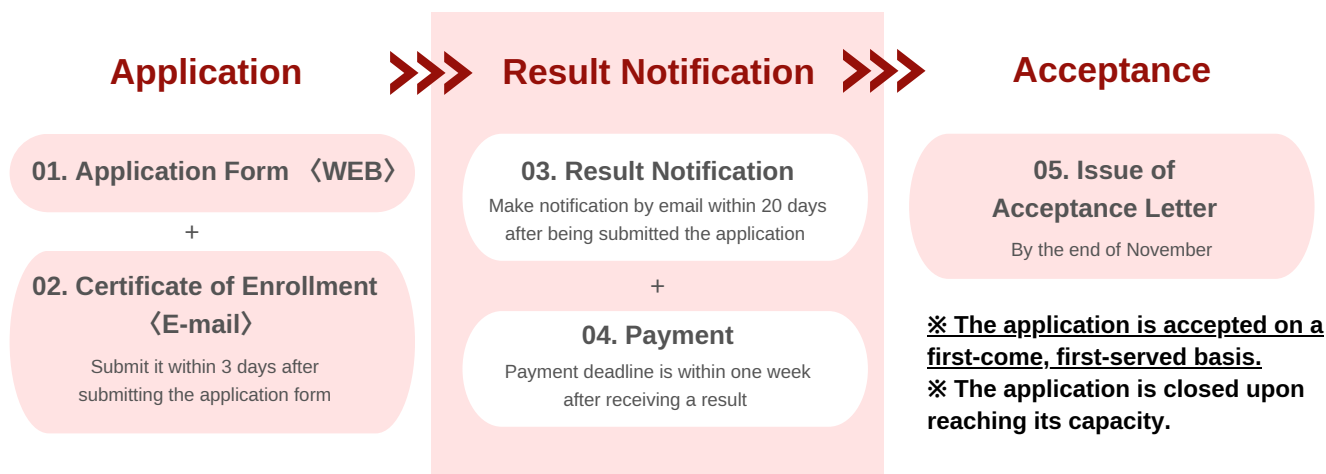 Application
01. Application Form 〈WEB〉
+
02. Certificate of Enrollment
〈E-mail〉
Submit it within 3 days after
submitting the application form
Result Notification
03. Result Notification
Make notification by email within 20 days
after being submitted the application
+
04. Payment
Payment deadline is within one week
after receiving a result
Acceptance
05. Issue of
Acceptance Letter
By the end of November
※ The application is accepted on a
first-come, first-served basis.
※ The application is closed upon
reaching its capacity.